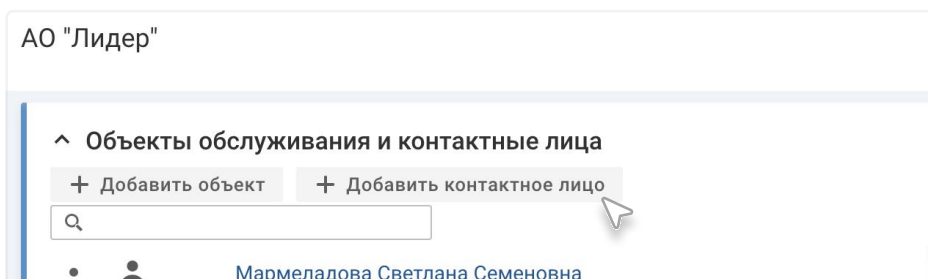 АО "Лидер"
Объекты обслуживания и контактные лица
+ Добавить объект + Добавить контактное лицо
Мармеладова Светлана Семеновна